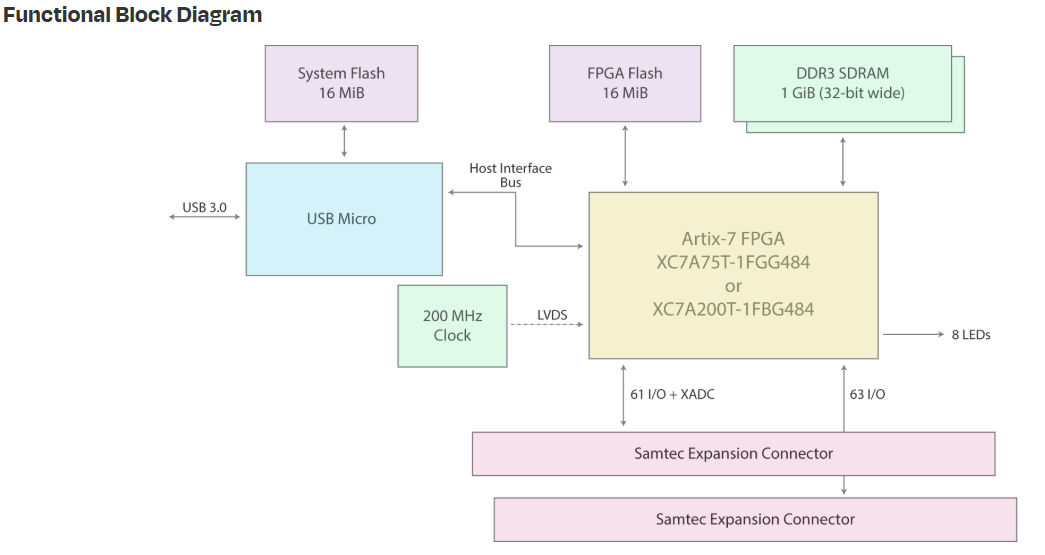 Functional Block Diagram
System Flash
16 MiB
FPGA Flash
16 MiB
DDR3 SDRAM
1 GiB (32-bit wide)
Host Interface
Bus
USB 3.0
USB Micro
Artix-7 FPGA
XC7A75T-1FGG484
or
XC7A200T-1FBG484
200 MHz
Clock
LVDS
8 LEDs
61 I/O + XADC
63 I/O
Samtec Expansion Connector
Samtec Expansion Connector